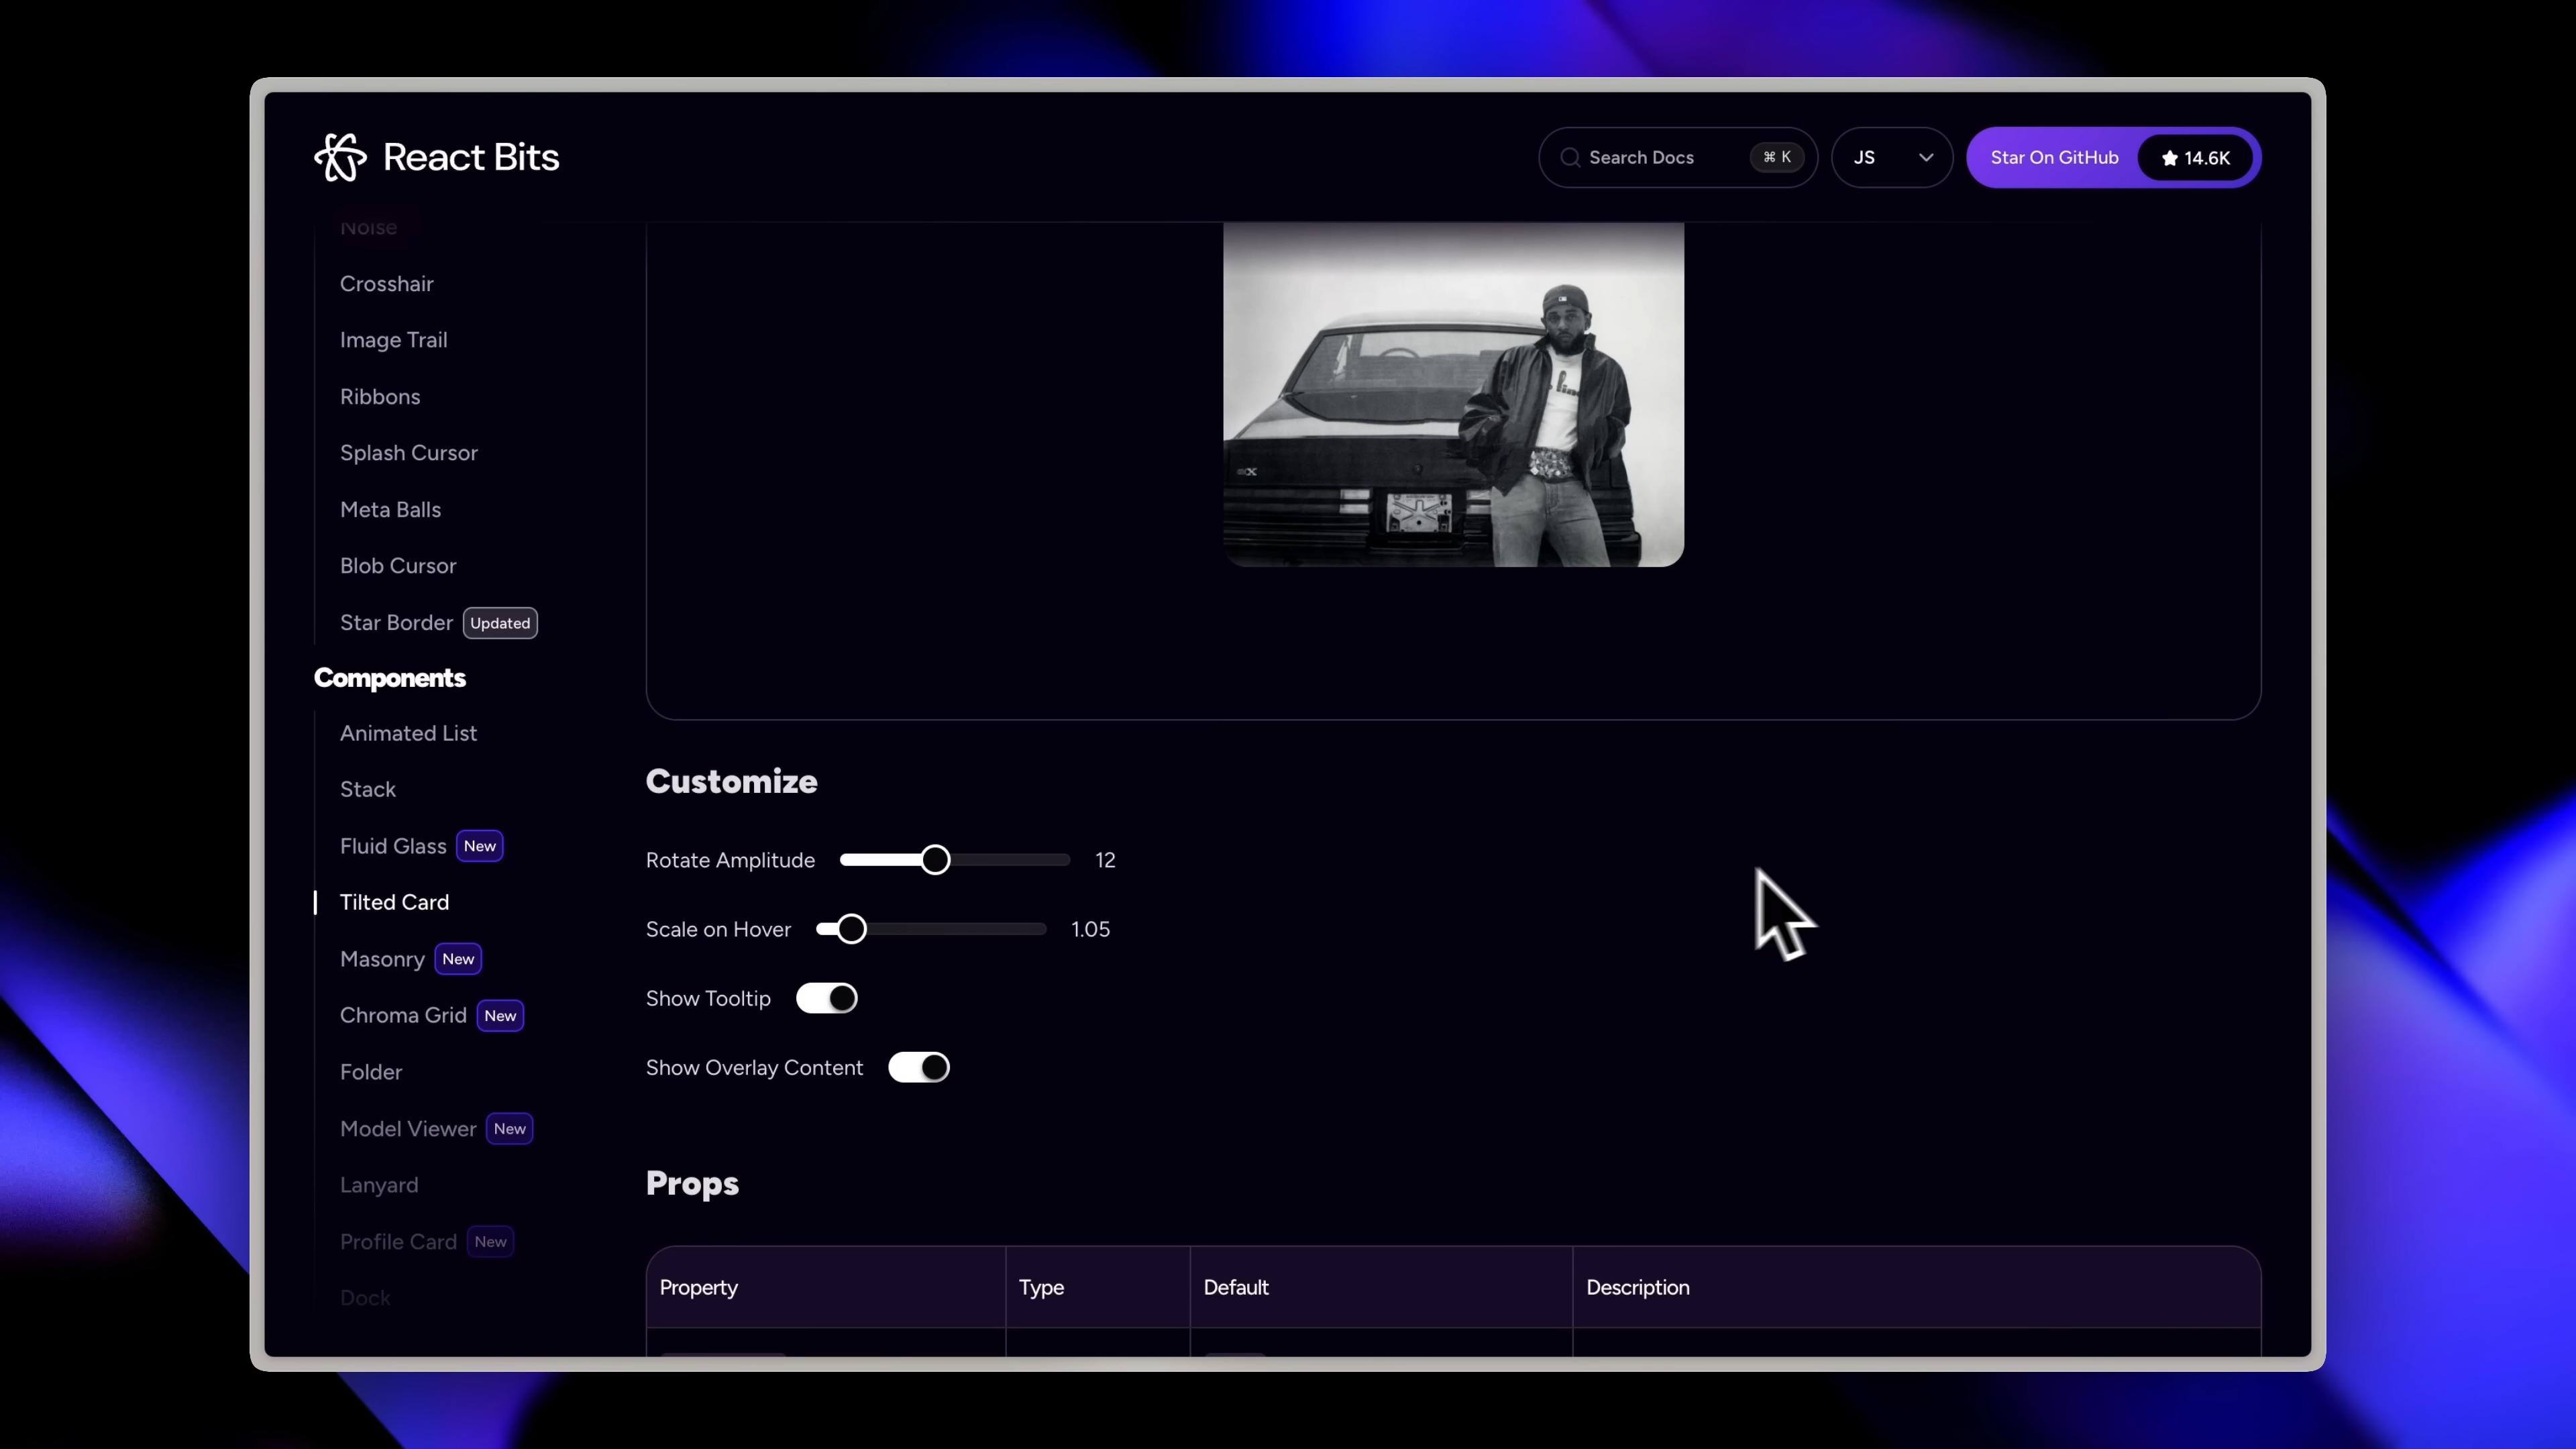 React Bits
Search Docs
⌘ K
JS
Star On GitHub
14.6K
Noise
Crosshair
Image Trail
Ribbons
Splash Cursor
Meta Balls
Blob Cursor
Star Border Updated
Components
Animated List
Stack
Fluid Glass New
Tilted Card
Masonry New
Chroma Grid New
Folder
Model Viewer New
Lanyard
Profile Card New
Dock
Customize
Rotate Amplitude 12
Scale on Hover 1.05
Show Tooltip
Show Overlay Content
Props
Property Type Default Description